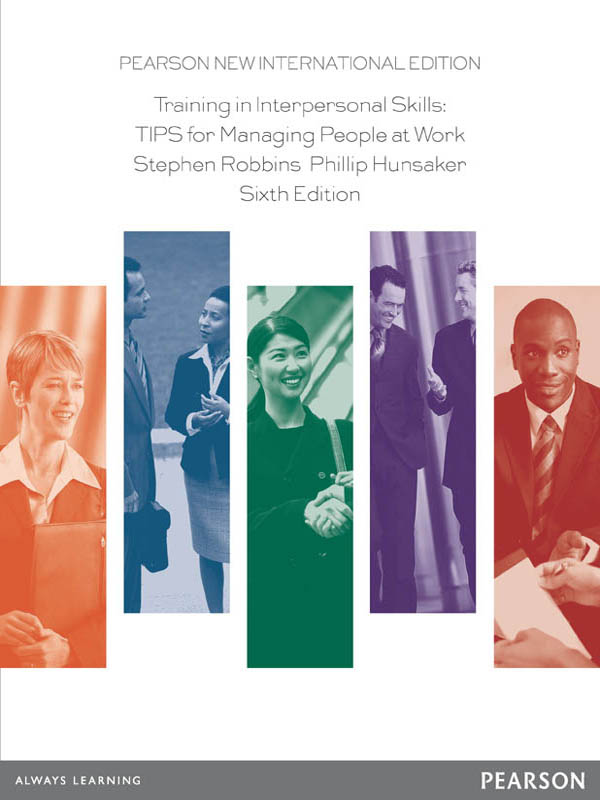 PEARSON NEW INTERNATIONAL EDITION
Training in Interpersonal Skills:
TIPS for Managing People at Work
Stephen Robbins Phillip Hunsaker
Sixth Edition
ALWAYS LEARNING
PEARSON